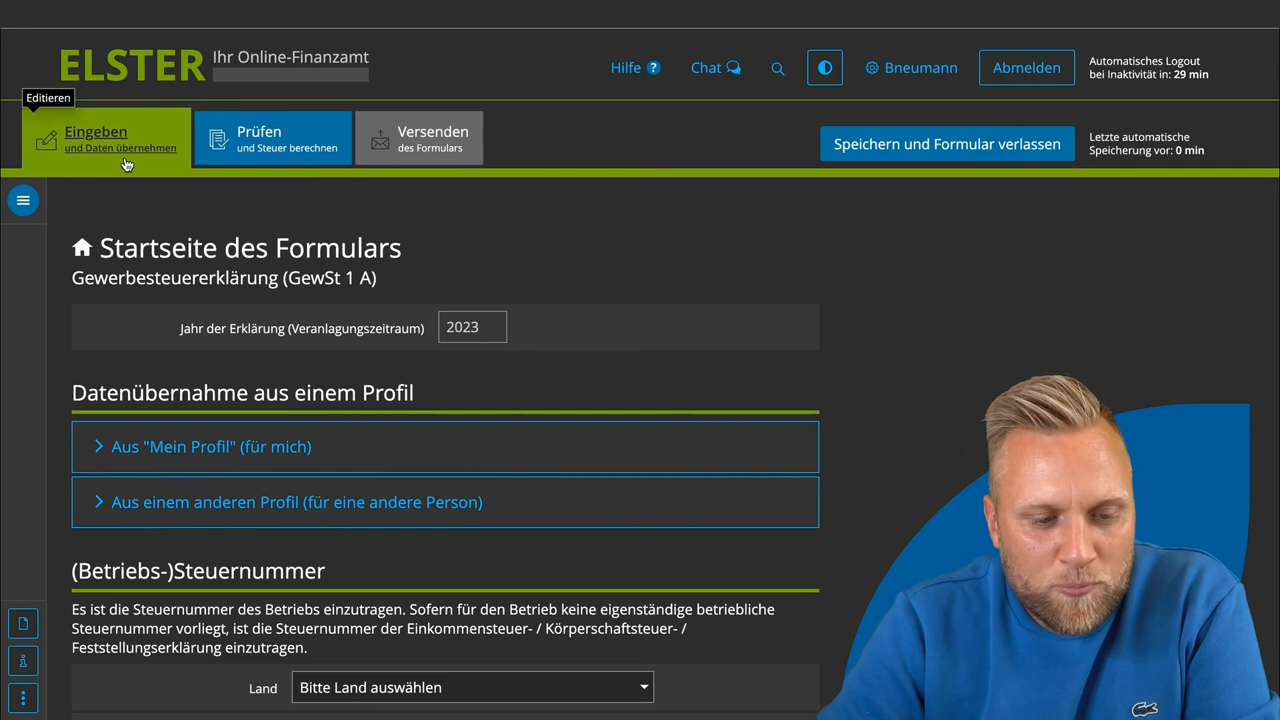 ELSTER Ihr Online-Finanzamt
Hilfe ?
Chat
Bneumann
Abmelden
Automatisches Logout
bei Inaktivität in: 29 min
Editieren
Eingeben
und Daten übernehmen
Prüfen
und Steuer berechnen
Versenden
des Formulars
Speichern und Formular verlassen
Letzte automatische
Speicherung vor: 0 min
Startseite des Formulars
Gewerbesteuererklärung (GewSt 1 A)
Jahr der Erklärung (Veranlagungszeitraum) 2023
Datenübernahme aus einem Profil
Aus "Mein Profil" (für mich)
Aus einem anderen Profil (für eine andere Person)
(Betriebs-)Steuernummer
Es ist die Steuernummer des Betriebs einzutragen. Sofern für den Betrieb keine eigenständige betriebliche
Steuernummer vorliegt, ist die Steuernummer der Einkommensteuer- / Körperschaftsteuer- /
Feststellungserklärung einzutragen.
Land Bitte Land auswählen